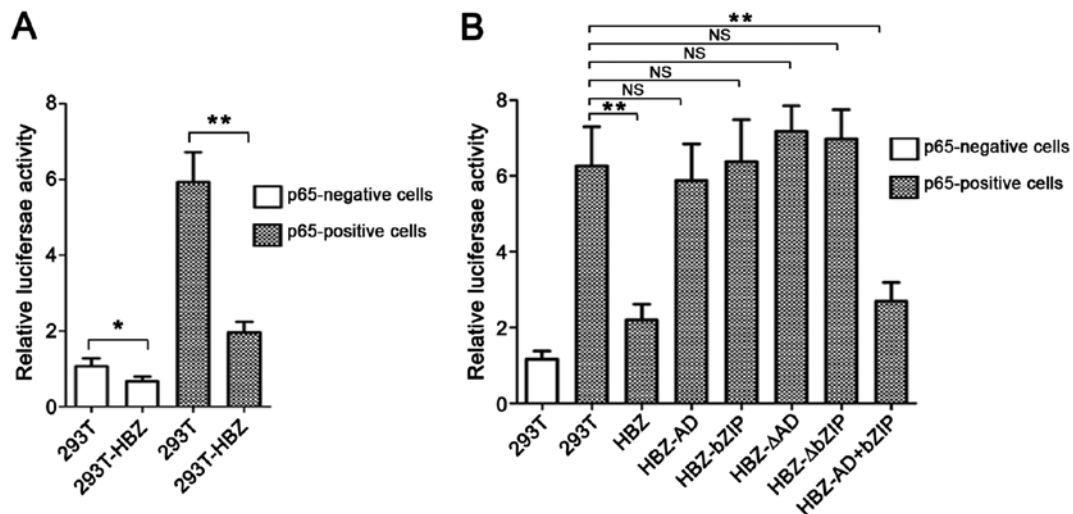 A
Relative lucifersae activity
8
6
4
2
0
*
**
p65-negative cells
p65-positive cells
293T
293T-HBZ
293T
293T-HBZ
B
Relative lucifersae activity
8
6
4
2
0
**
NS
NS
NS
NS
**
p65-negative cells
p65-positive cells
293T
293T
HBZ
HBZ-AD
HBZ-bZIP
HBZ-ΔAD
HBZ-ΔbZIP
HBZ-AD+bZIP